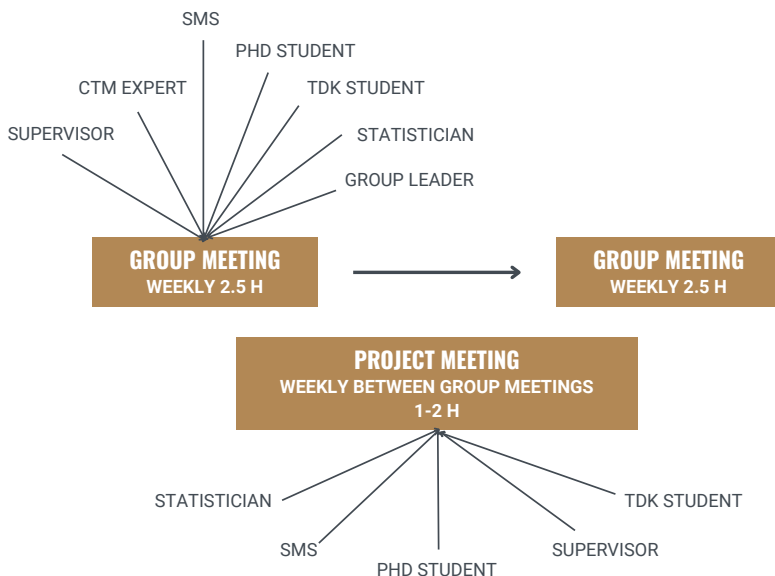 SMS
PHD STUDENT
CTM EXPERT
TDK STUDENT
SUPERVISOR
STATISTICIAN
GROUP LEADER
GROUP MEETING
WEEKLY 2.5 H
GROUP MEETING
WEEKLY 2.5 H
PROJECT MEETING
WEEKLY BETWEEN GROUP MEETINGS
1-2 H
STATISTICIAN
TDK STUDENT
SMS
SUPERVISOR
PHD STUDENT